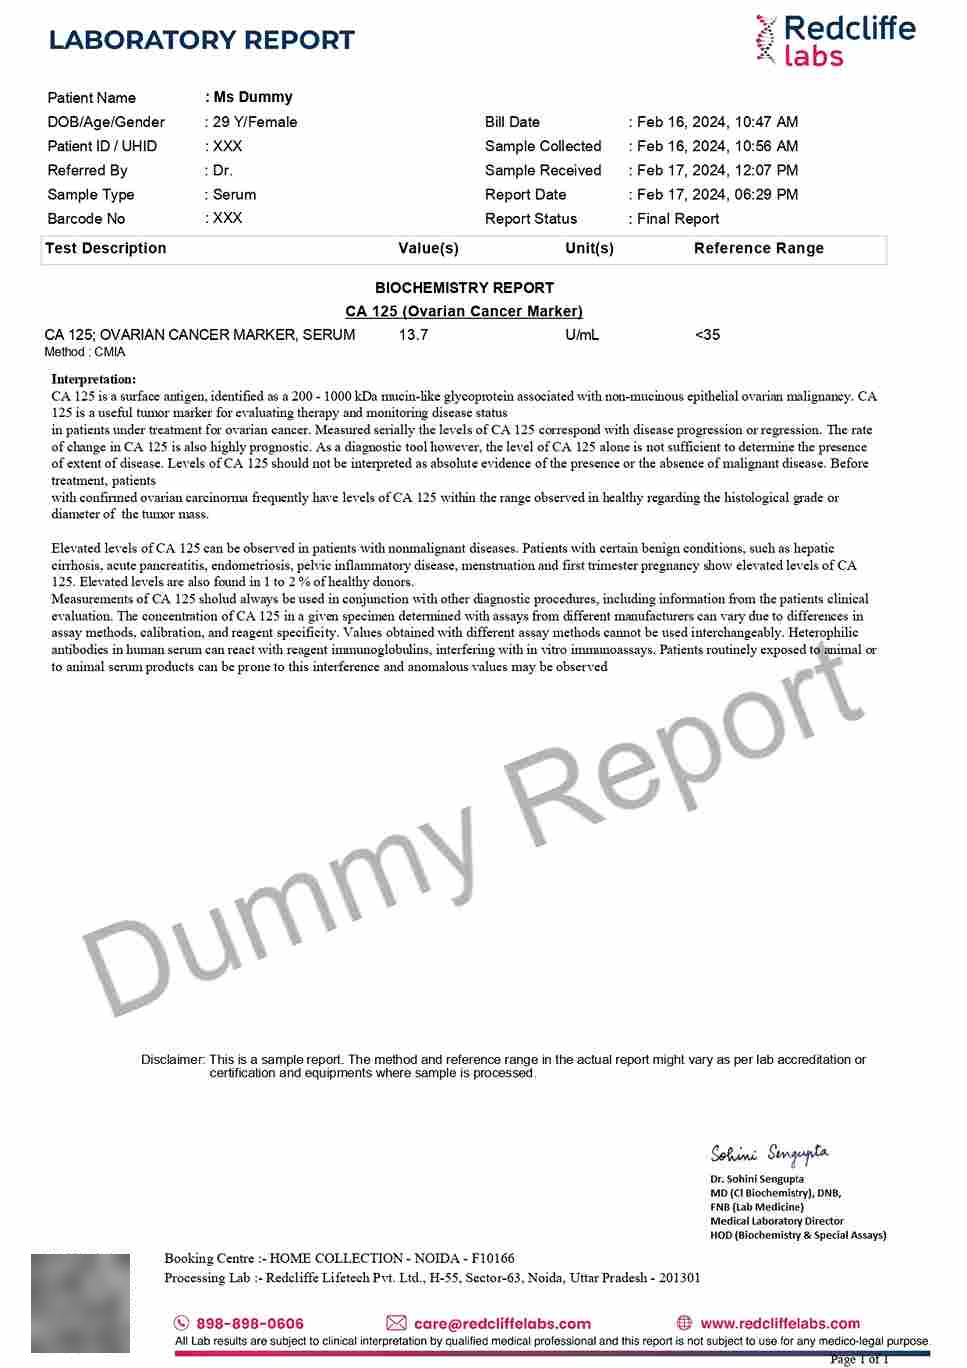 LABORATORY REPORT
Redcliffe
labs
Patient Name : Ms Dummy
DOB/Age/Gender : 29 Y/Female Bill Date : Feb 16, 2024, 10:47 AM
Patient ID / UHID : XXX Sample Collected : Feb 16, 2024, 10:56 AM
Referred By : Dr. Sample Received : Feb 17, 2024, 12:07 PM
Sample Type : Serum Report Date : Feb 17, 2024, 06:29 PM
Barcode No : XXX Report Status : Final Report
Test Description Value(s) Unit(s) Reference Range
BIOCHEMISTRY REPORT
CA 125 (Ovarian Cancer Marker)
CA 125; OVARIAN CANCER MARKER, SERUM 13.7 U/mL <35
Method : CMIA
Interpretation:
CA 125 is a surface antigen, identified as a 200 - 1000 kDa mucin-like glycoprotein associated with non-mucinous epithelial ovarian malignancy. CA
125 is a useful tumor marker for evaluating therapy and monitoring disease status
in patients under treatment for ovarian cancer. Measured serially the levels of CA 125 correspond with disease progression or regression. The rate
of change in CA 125 is also highly prognostic. As a diagnostic tool however, the level of CA 125 alone is not sufficient to determine the presence
of extent of disease. Levels of CA 125 should not be interpreted as absolute evidence of the presence or the absence of malignant disease. Before
treatment, patients
with confirmed ovarian carcinorma frequently have levels of CA 125 within the range observed in healthy regarding the histological grade or
diameter of the tumor mass.
Elevated levels of CA 125 can be observed in patients with nonmalignant diseases. Patients with certain benign conditions, such as hepatic
cirrhosis, acute pancreatitis, endometriosis, pelvic inflammatory disease, menstruation and first trimester pregnancy show elevated levels of CA
125. Elevated levels are also found in 1 to 2 % of healthy donors.
Measurements of CA 125 sholud always be used in conjunction with other diagnostic procedures, including information from the patients clinical
evaluation. The concentration of CA 125 in a given specimen determined with assays from different manufacturers can vary due to differences in
assay methods, calibration, and reagent specificity. Values obtained with different assay methods cannot be used interchangeably. Heterophilic
antibodies in human serum can react with reagent immunoglobulins, interfering with in vitro immunoassays. Patients routinely exposed to animal or
to animal serum products can be prone to this interference and anomalous values may be observed
Dummy Report
Disclaimer: This is a sample report. The method and reference range in the actual report might vary as per lab accreditation or
certification and equipments where sample is processed.
Sohini Sengupta
Dr. Sohini Sengupta
MD (Cl Biochemistry), DNB,
FNB (Lab Medicine)
Medical Laboratory Director
HOD (Biochemistry & Special Assays)
Booking Centre :- HOME COLLECTION - NOIDA - F10166
Processing Lab :- Redcliffe Lifetech Pvt. Ltd., H-55, Sector-63, Noida, Uttar Pradesh - 201301
898-898-0606 care@redcliffelabs.com www.redcliffelabs.com
All Lab results are subject to clinical interpretation by qualified medical professional and this report is not subject to use for any medico-legal purpose.
Page 1 of 1